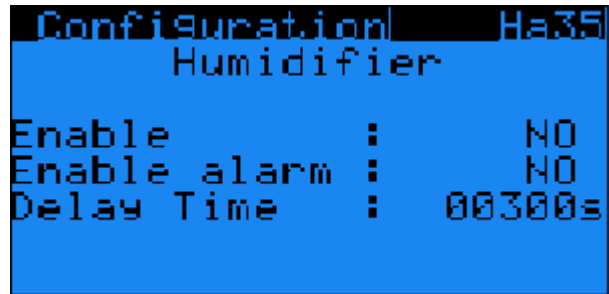 Configuration Ha35
Humidifier
Enable : NO
Enable alarm : NO
Delay Time : 00300s